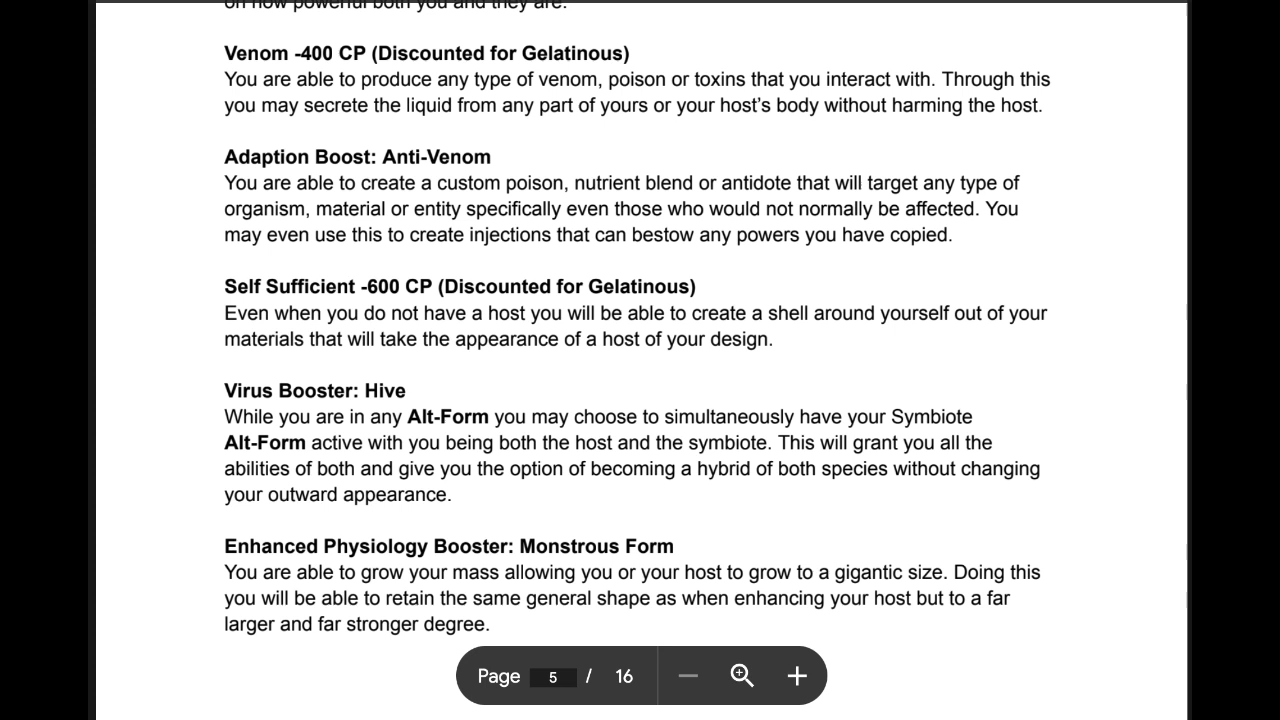 on how powerful both you and they are.
Venom -400 CP (Discounted for Gelatinous)
You are able to produce any type of venom, poison or toxins that you interact with. Through this
you may secrete the liquid from any part of yours or your host's body without harming the host.
Adaption Boost: Anti-Venom
You are able to create a custom poison, nutrient blend or antidote that will target any type of
organism, material or entity specifically even those who would not normally be affected. You
may even use this to create injections that can bestow any powers you have copied.
Self Sufficient -600 CP (Discounted for Gelatinous)
Even when you do not have a host you will be able to create a shell around yourself out of your
materials that will take the appearance of a host of your design.
Virus Booster: Hive
While you are in any Alt-Form you may choose to simultaneously have your Symbiote
Alt-Form active with you being both the host and the symbiote. This will grant you all the
abilities of both and give you the option of becoming a hybrid of both species without changing
your outward appearance.
Enhanced Physiology Booster: Monstrous Form
You are able to grow your mass allowing you or your host to grow to a gigantic size. Doing this
you will be able to retain the same general shape as when enhancing your host but to a far
larger and far stronger degree.
Page 5 / 16